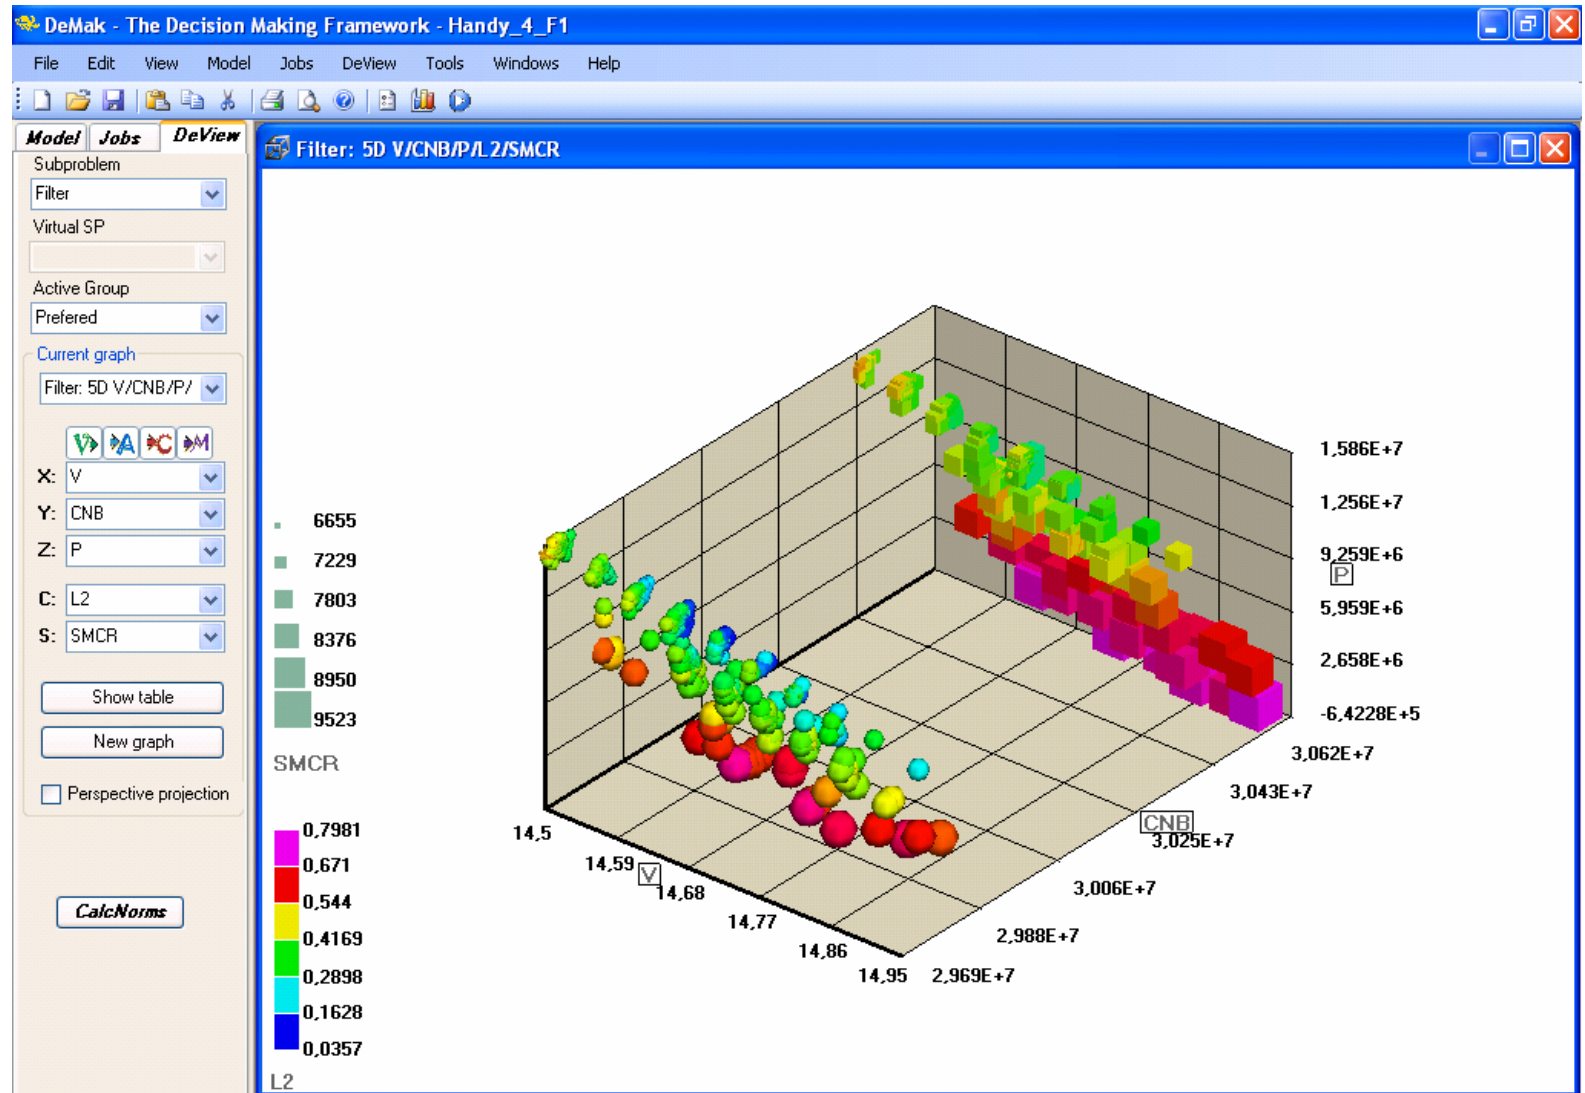 DeMak - The Decision Making Framework - Handy_4_F1
File Edit View Model Jobs DeView Tools Windows Help
Model Jobs DeView
Subproblem
Filter
Virtual SP
Active Group
Prefered
Current graph
Filter: 5D V/CNB/P/
V A C M
X: V
Y: CNB
Z: P
C: L2
S: SMCR
Show table
New graph
Perspective projection
CalcNorms
Filter: 5D V/CNB/P/L2/SMCR
6655
7229
7803
8376
8950
9523
SMCR
0,7981
0,671
0,544
0,4169
0,2898
0,1628
0,0357
L2
1,586E+7
1,256E+7
9,259E+6
P
5,959E+6
2,658E+6
-6,4228E+5
3,062E+7
3,043E+7
CNB
3,025E+7
3,006E+7
2,988E+7
2,969E+7
14,5
14,59
V
14,68
14,77
14,86
14,95